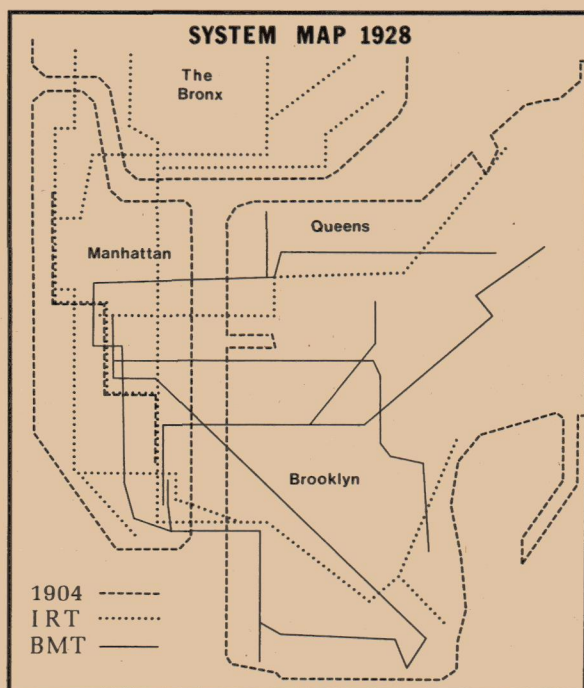 SYSTEM MAP 1928
The
Bronx
Queens
Manhattan
Brooklyn
1904
IRT
BMT